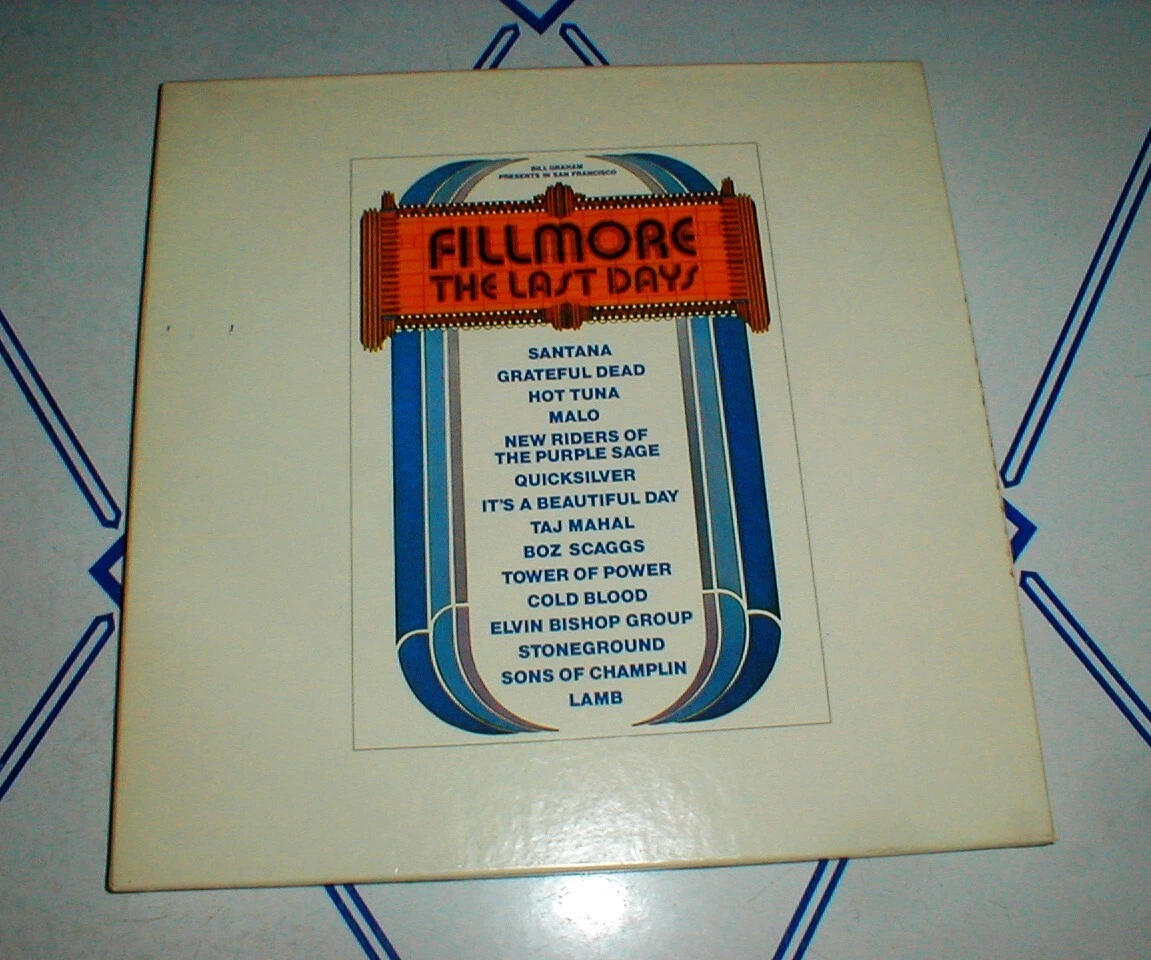 BILL GRAHAM
PRESENTS IN SAN FRANCISCO
FILLMORE
THE LAST DAYS
SANTANA
GRATEFUL DEAD
HOT TUNA
MALO
NEW RIDERS OF
THE PURPLE SAGE
QUICKSILVER
IT'S A BEAUTIFUL DAY
TAJ MAHAL
BOZ SCAGGS
TOWER OF POWER
COLD BLOOD
ELVIN BISHOP GROUP
STONEGROUND
SONS OF CHAMPLIN
LAMB